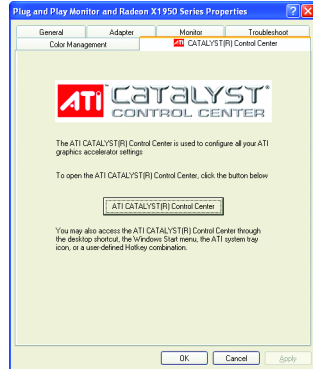 Plug and Play Monitor and Radeon X1950 Series Properties
General Adapter Monitor Troubleshoot
Color Management ATI CATALYST(R) Control Center
ATI CATALYST®
CONTROL CENTER
The ATI CATALYST(R) Control Center is used to configure all your ATI
graphics accelerator settings
To open the ATI CATALYST(R) Control Center, click the button below
ATI CATALYST(R) Control Center
You may also access the ATI CATALYST(R) Control Center through
the desktop shortcut, the Windows Start menu, the ATI system tray
icon, or a user-defined Hotkey combination.
OK Cancel Apply